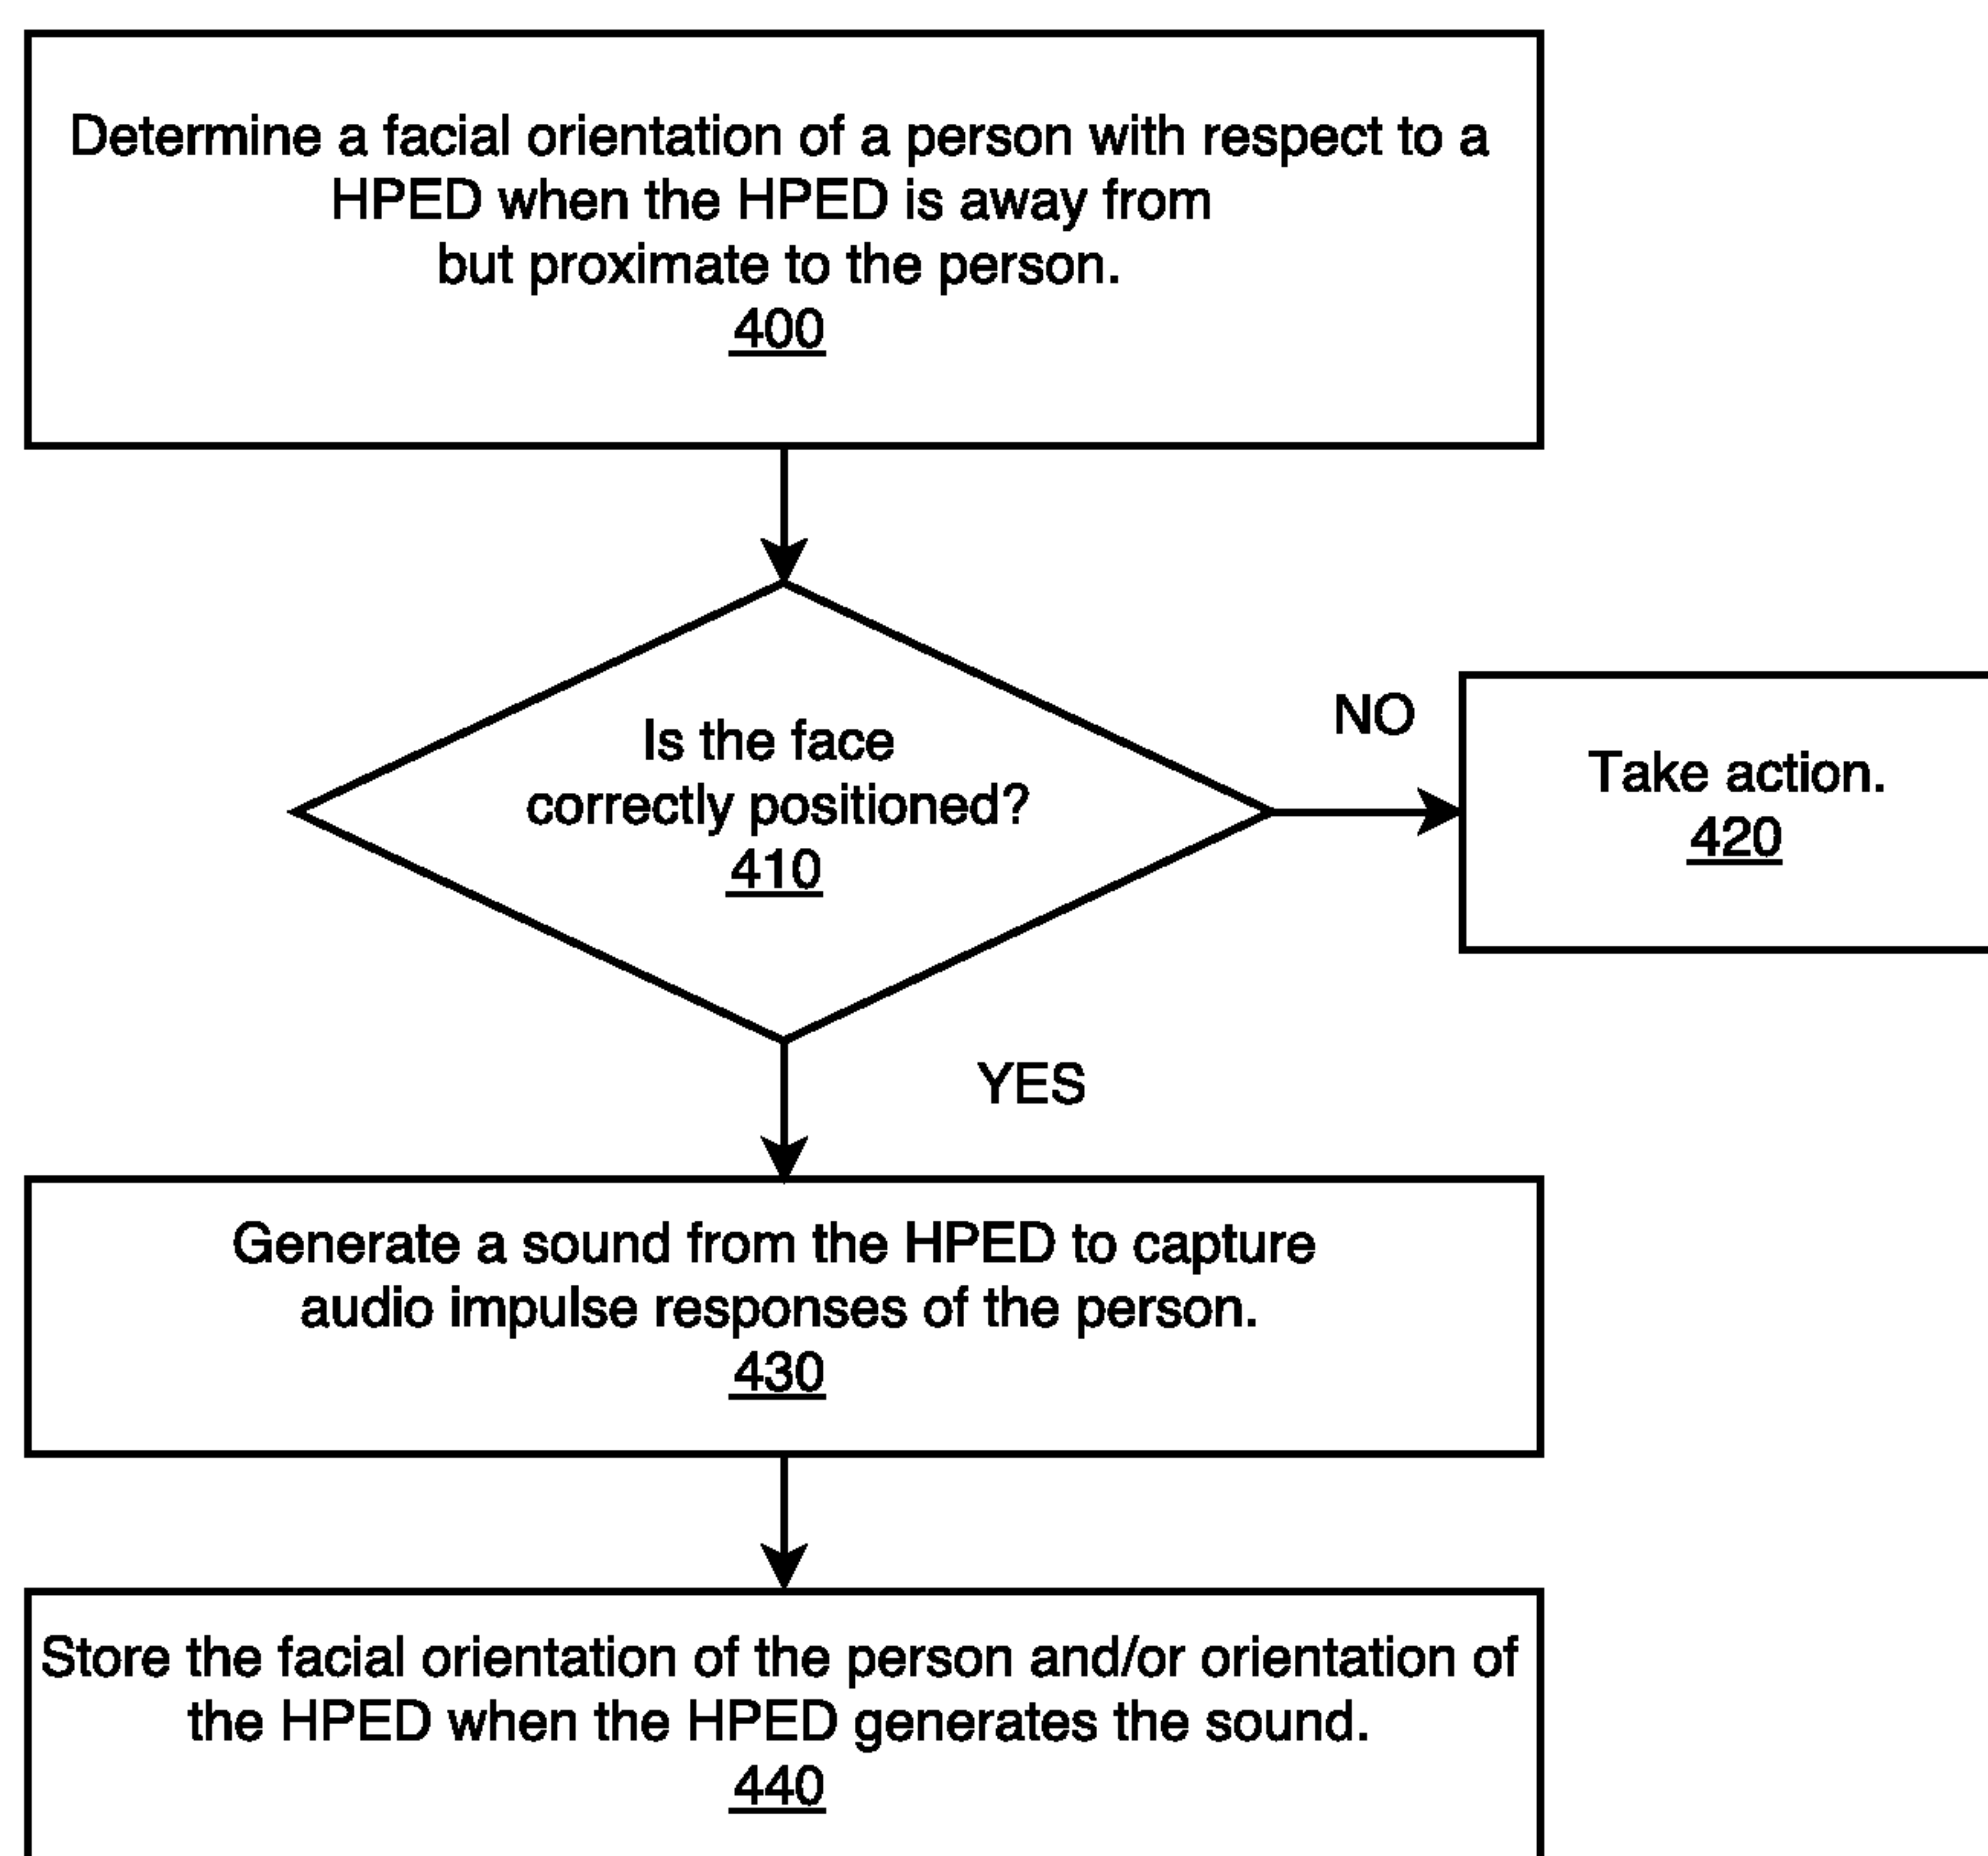 Determine a facial orientation of a person with respect to a
HPED when the HPED is away from
but proximate to the person.
400
Is the face
correctly positioned?
410
NO
Take action.
420
YES
Generate a sound from the HPED to capture
audio impulse responses of the person.
430
Store the facial orientation of the person and/or orientation of
the HPED when the HPED generates the sound.
440